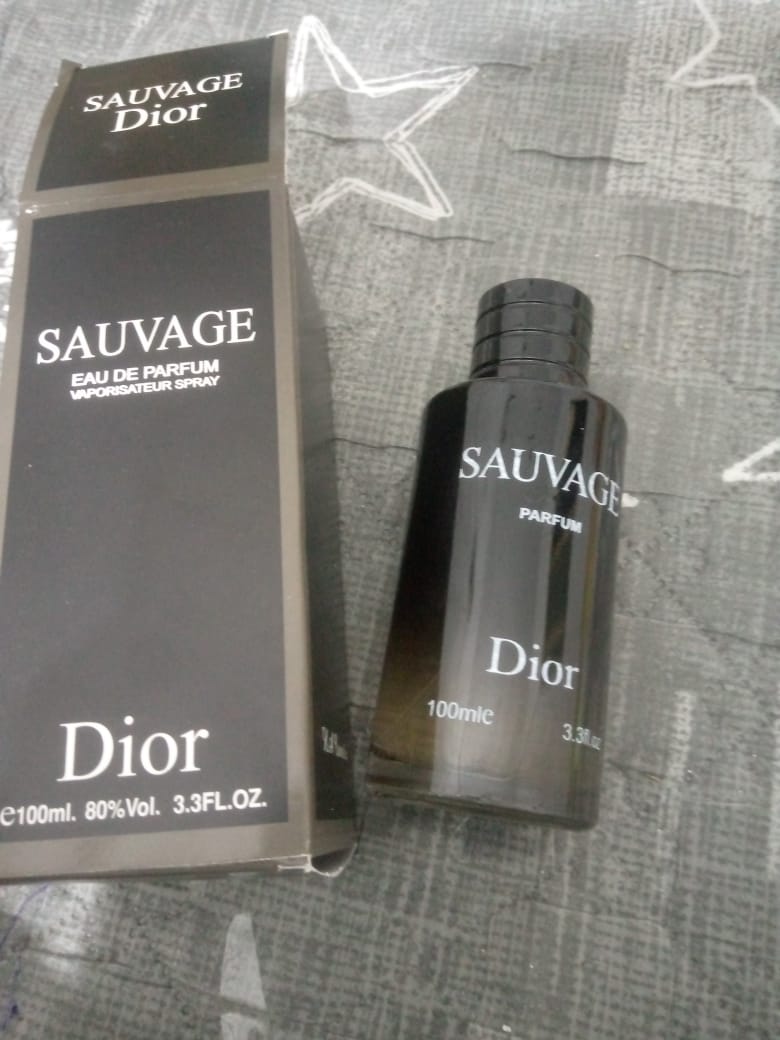 SAUVAGE
Dior
SAUVAGE
EAU DE PARFUM
VAPORISATEUR SPRAY
Dior
e100ml. 80%Vol. 3.3FL.OZ.
SAUVAGE
PARFUM
Dior
100mle 3.3fl.oz